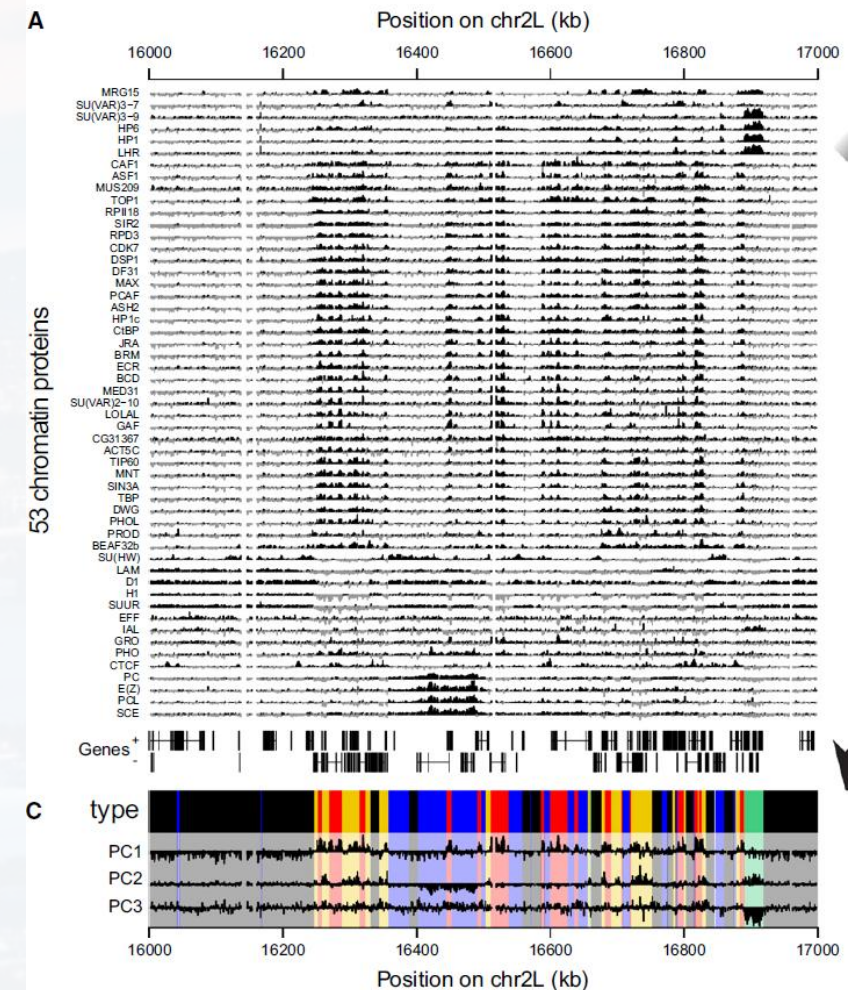 A
Position on chr2L (kb)
16000 16200 16400 16600 16800 17000
53 chromatin proteins
MRG15
SU(VAR)3-7
SU(VAR)3-9
HP6
HP1
LHR
CAF1
ASF1
MUS209
TOP1
RPII18
SIR2
RPD3
CDK7
DSP1
DF31
MAX
PCAF
ASH2
HP1c
CtBP
JRA
BRM
ECR
BCD
MED31
SU(VAR)2-10
LOLAL
GAF
CG31367
ACT5C
TIP60
MNT
SIN3A
TBP
DWG
PHOL
PROD
BEAF32b
SU(HW)
LAM
D1
H1
SUUR
EFF
IAL
GRO
PHO
CTCF
PC
E(Z)
PCL
SCE
Genes + -
C
type
PC1
PC2
PC3
16000 16200 16400 16600 16800 17000
Position on chr2L (kb)